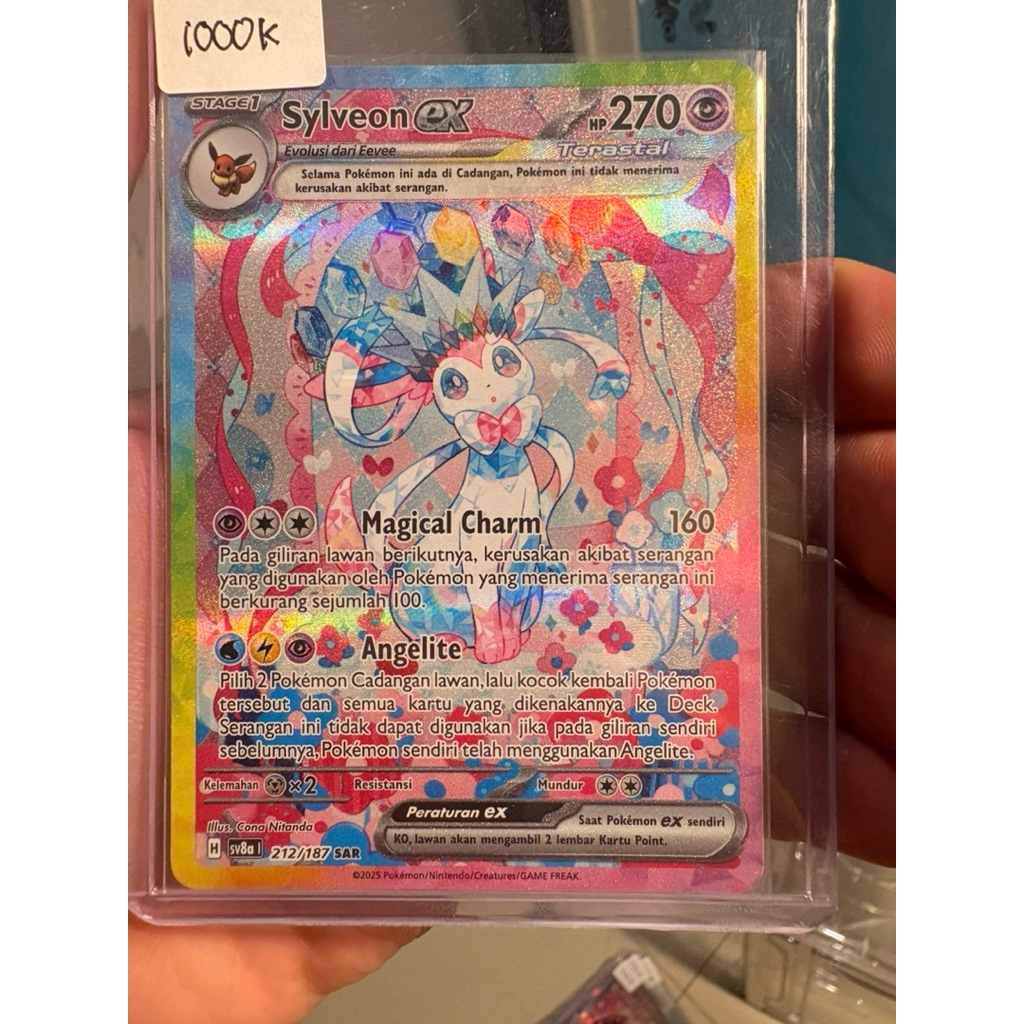 1000K
STAGE1
Sylveon ex
HP 270
Evolusi dari Eevee
Terastal
Selama Pokémon ini ada di Cadangan, Pokémon ini tidak menerima
kerusakan akibat serangan.
Magical Charm 160
Pada giliran lawan berikutnya, kerusakan akibat serangan
yang digunakan oleh Pokémon yang menerima serangan ini
berkurang sejumlah 100.
Angelite
Pilih 2 Pokémon Cadangan lawan, lalu kocok kembali Pokémon
tersebut dan semua kartu yang dikenakannya ke Deck.
Serangan ini tidak dapat digunakan jika pada giliran sendiri
sebelumnya, Pokémon sendiri telah menggunakan Angelite.
Kelemahan ×2 Resistansi Mundur
Peraturan ex
Saat Pokémon ex sendiri
KO, lawan akan mengambil 2 lembar Kartu Point.
Illus. Cona Nitanda
H sv8a I 212/187 SAR
©2025 Pokémon/Nintendo/Creatures/GAME FREAK.